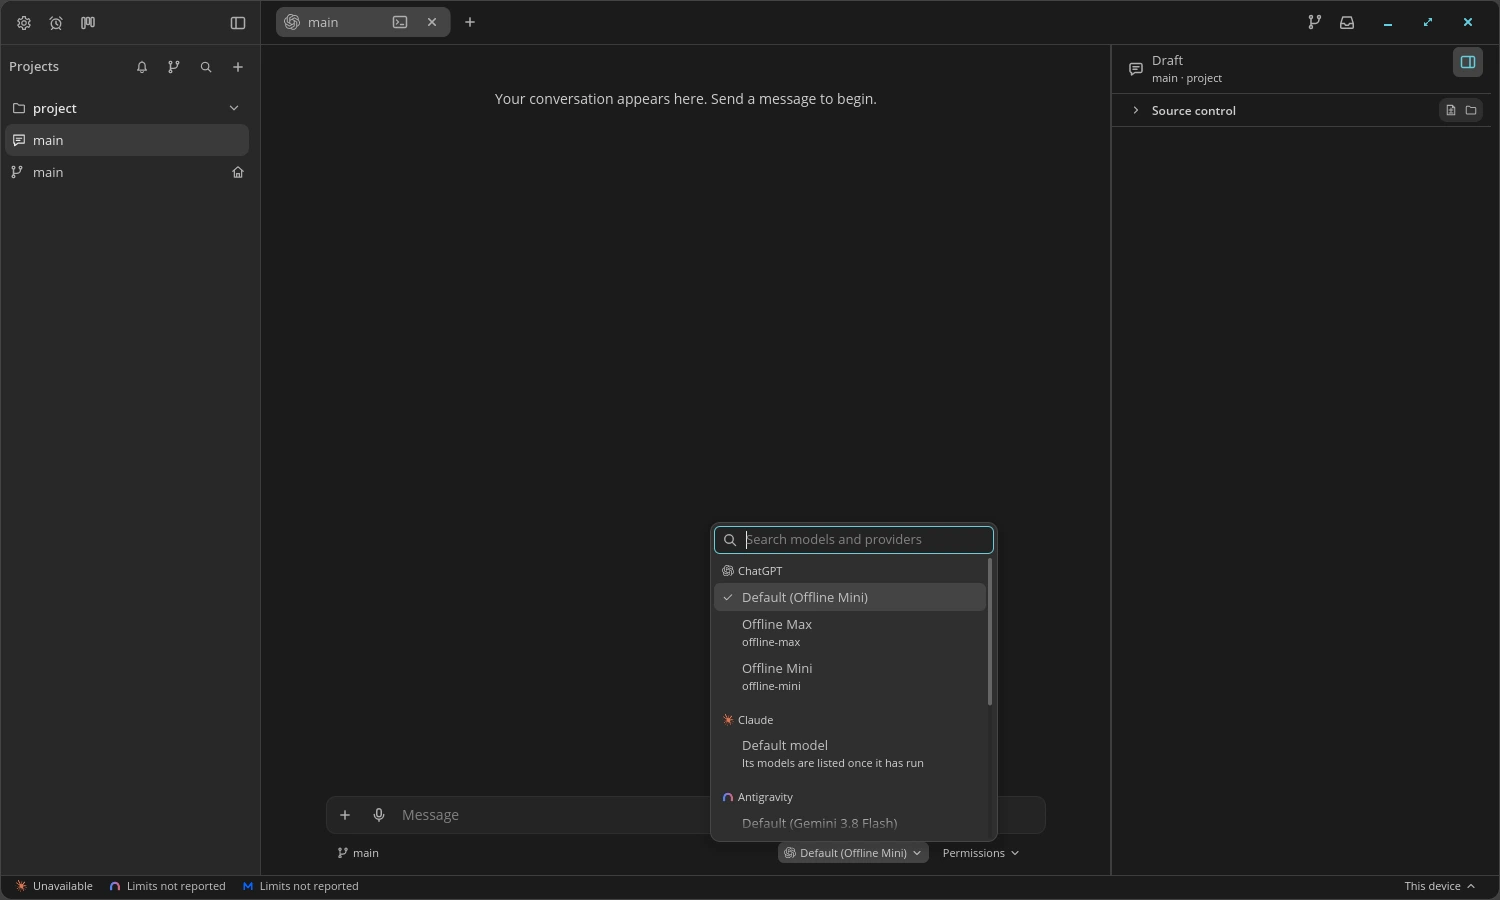 main
Projects
project
main
main
Your conversation appears here. Send a message to begin.
Draft
main · project
Source control
Search models and providers
ChatGPT
Default (Offline Mini)
Offline Max
offline-max
Offline Mini
offline-mini
Claude
Default model
Its models are listed once it has run
Antigravity
Default (Gemini 3.8 Flash)
Message
main
Default (Offline Mini)
Permissions
Unavailable
Limits not reported
Limits not reported
This device